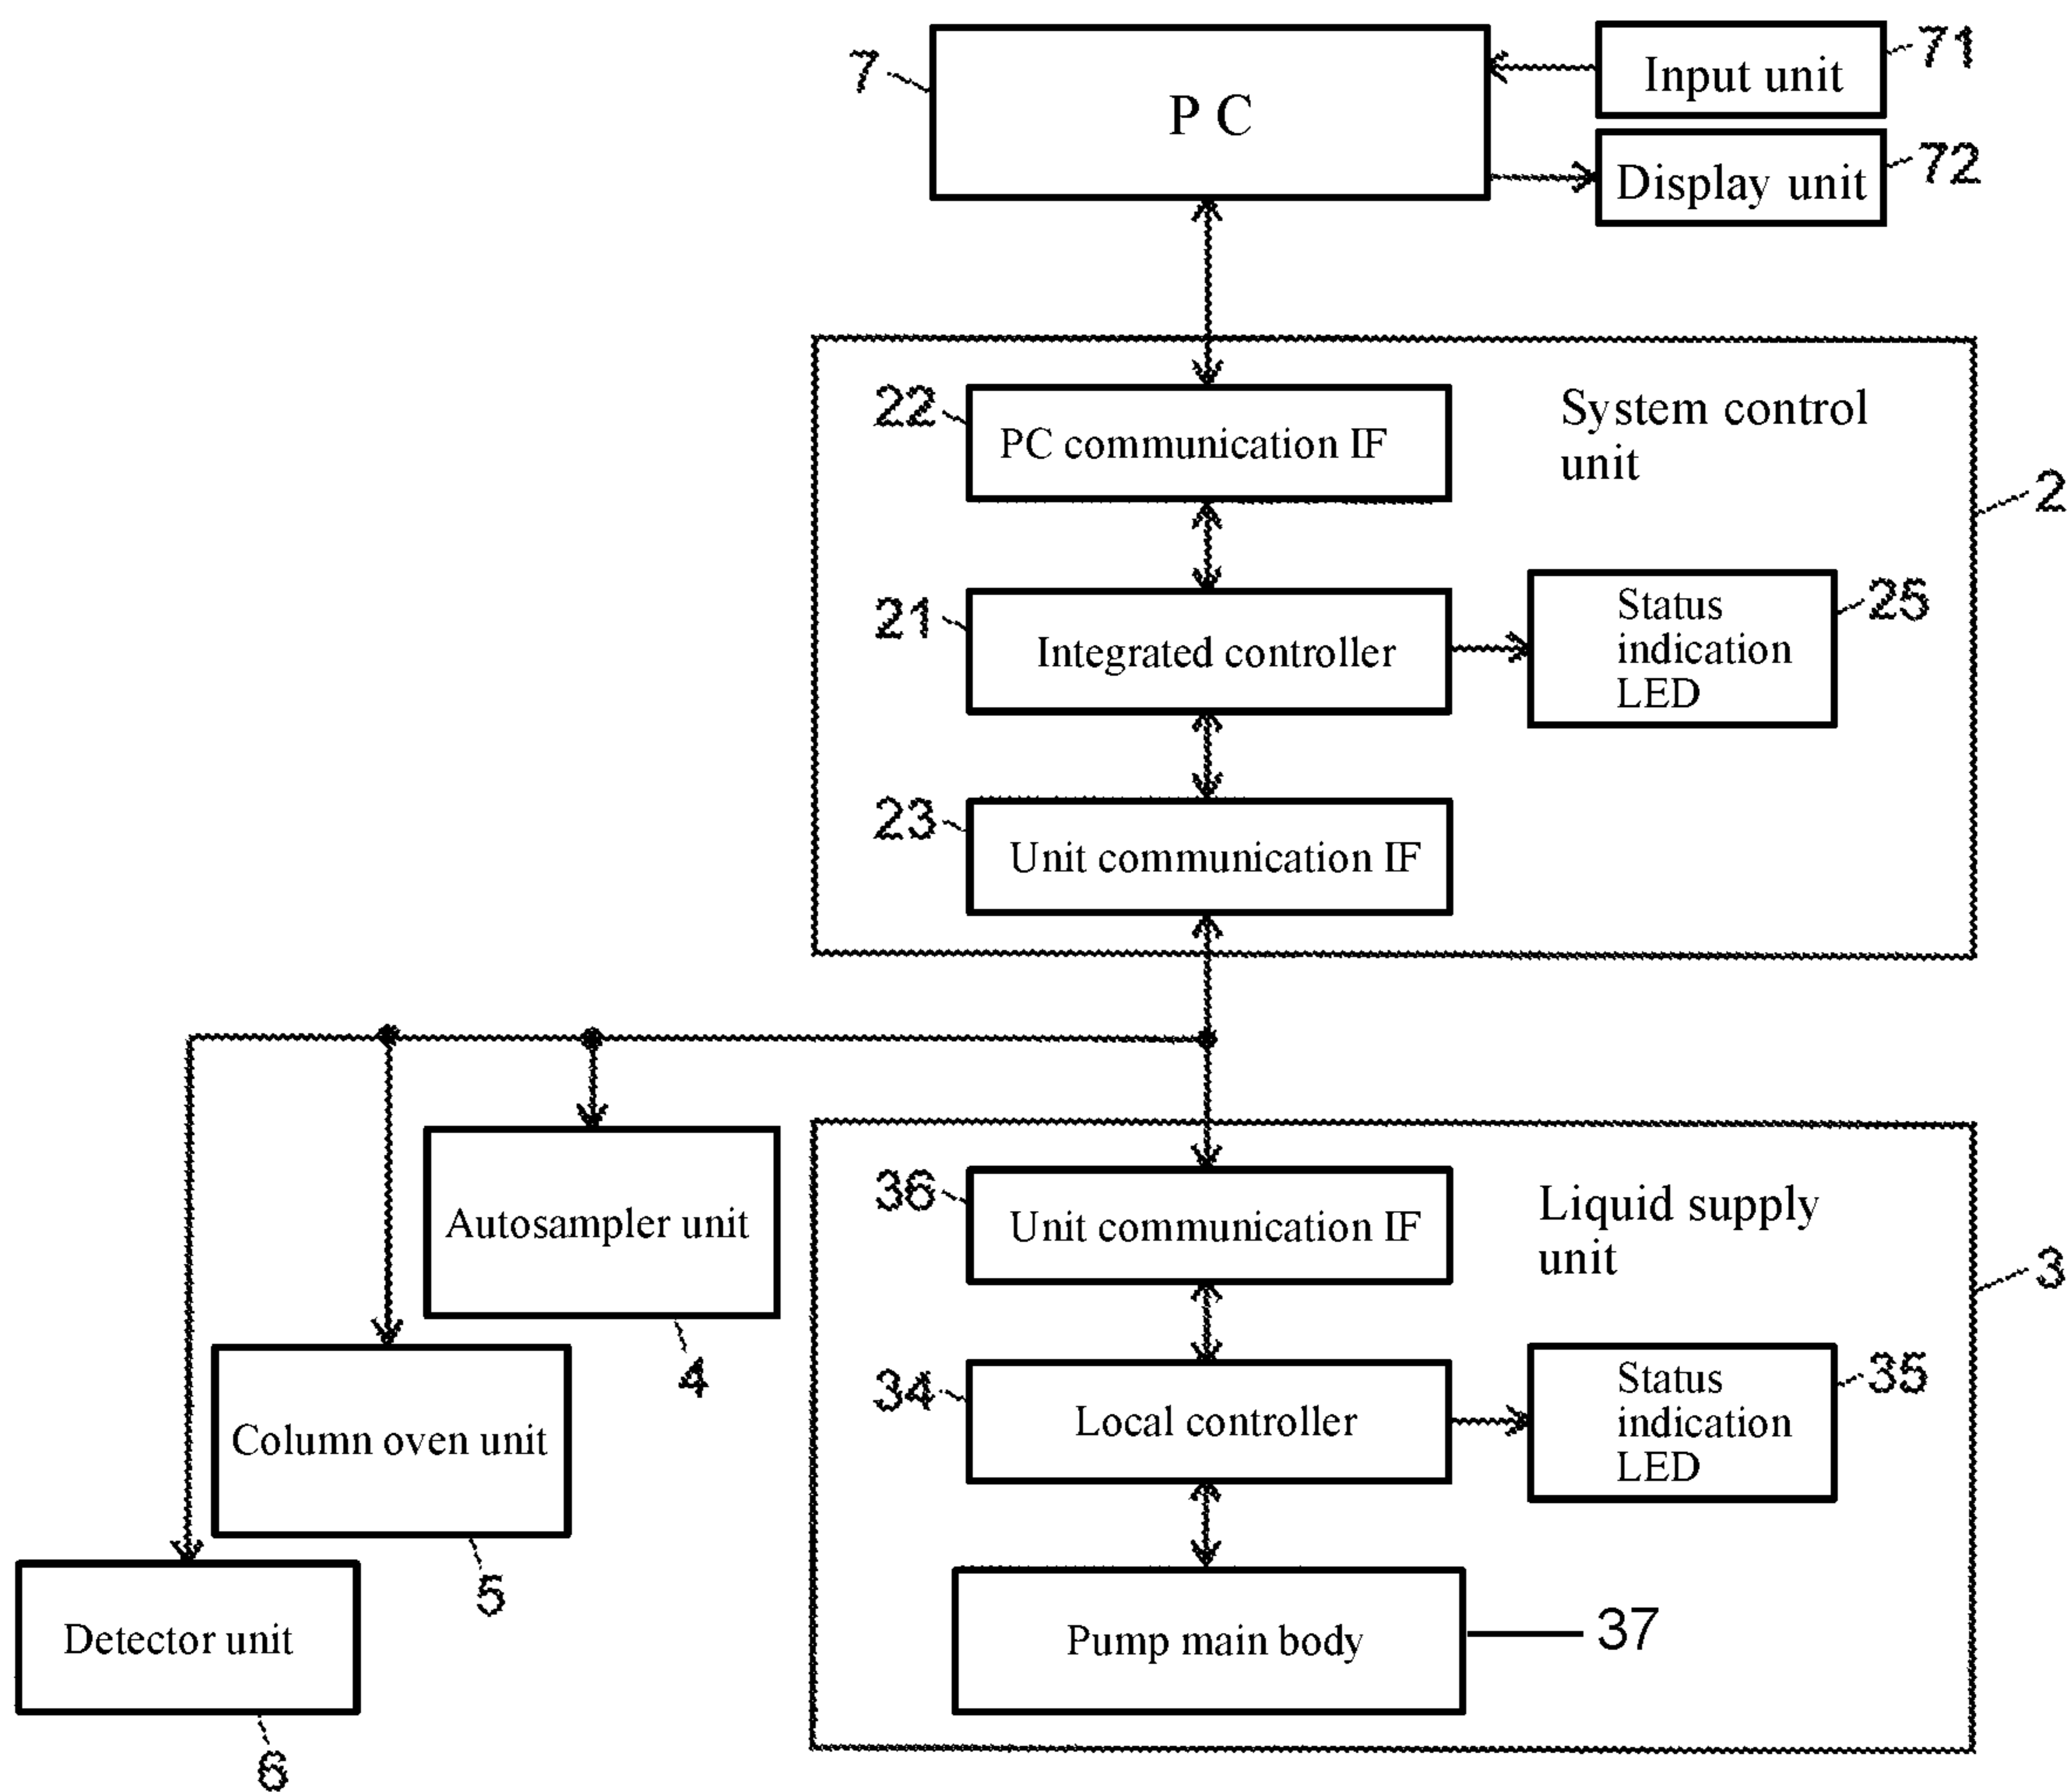 7
P C
Input unit
71
Display unit
72
22
PC communication IF
System control
unit
2
21
Integrated controller
Status
indication
LED
25
23
Unit communication IF
36
Unit communication IF
Liquid supply
unit
3
Autosampler unit
4
34
Local controller
Status
indication
LED
35
Column oven unit
5
Detector unit
6
Pump main body
37